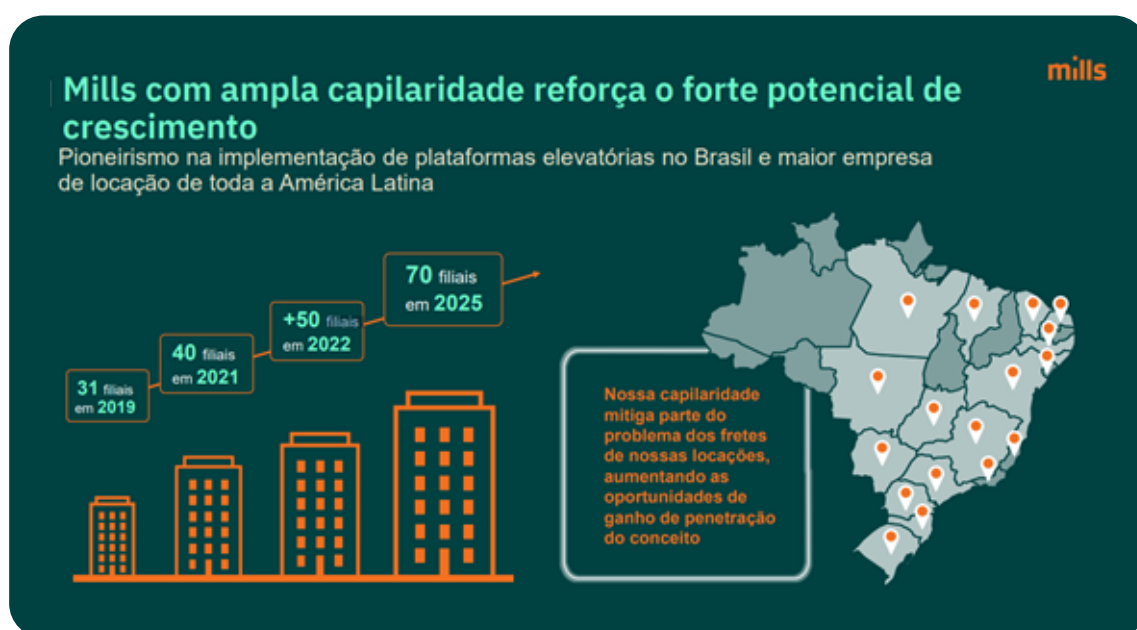 mills
Mills com ampla capilaridade reforça o forte potencial de
crescimento
Pioneirismo na implementação de plataformas elevatórias no Brasil e maior empresa
de locação de toda a América Latina
31 filiais
em 2019
40 filiais
em 2021
+50 filiais
em 2022
70 filiais
em 2025
Nossa capilaridade
mitiga parte do
problema dos fretes
de nossas locações,
aumentando as
oportunidades de
ganho de penetração
do conceito